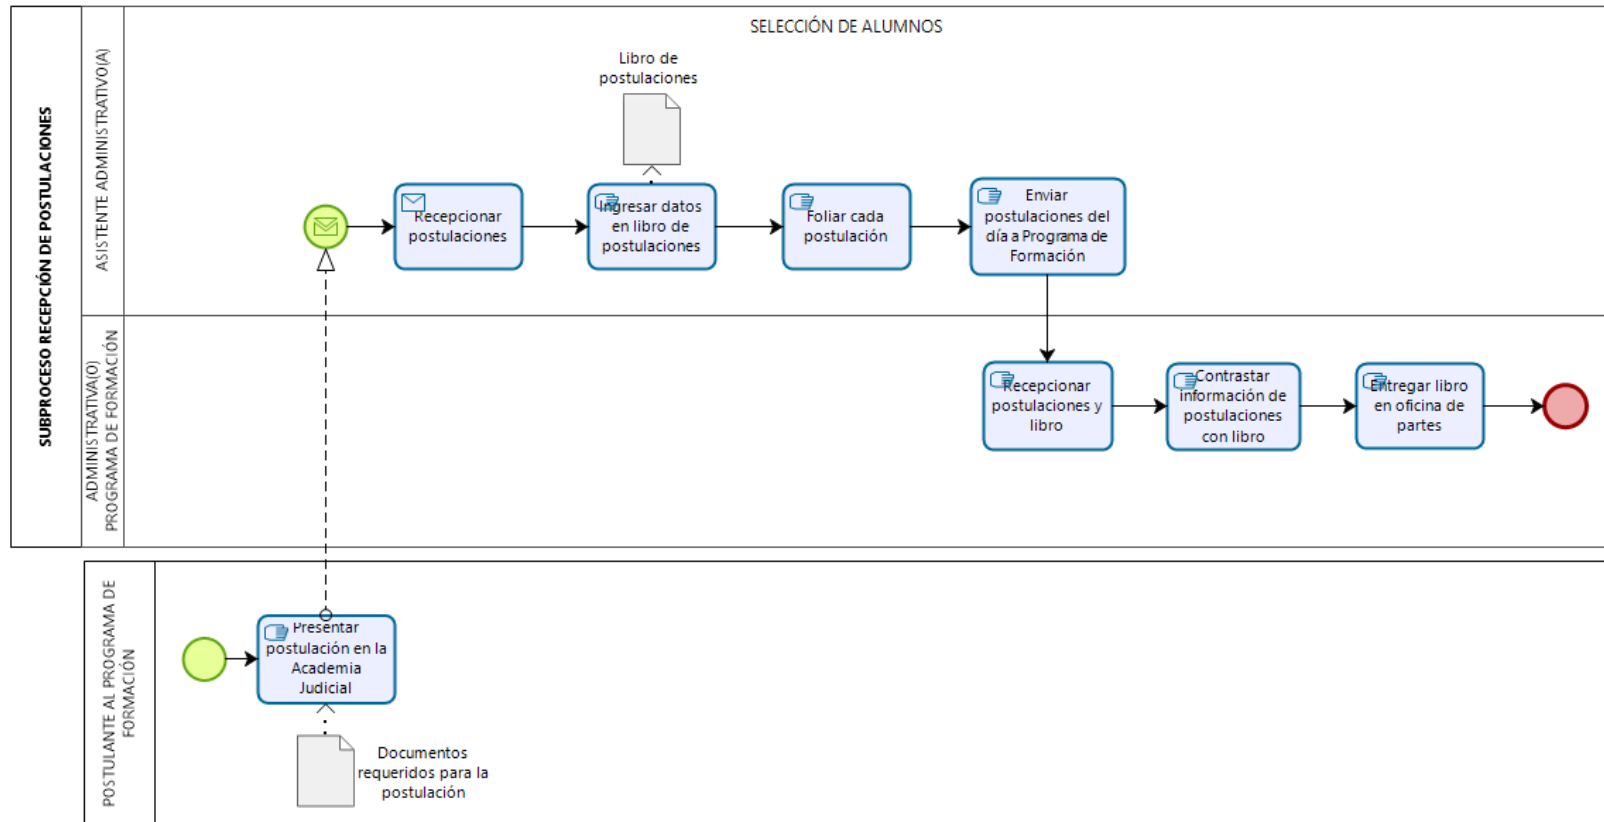 SELECCIÓN DE ALUMNOS
SUBPROCESO RECEPCIÓN DE POSTULACIONES
ASISTENTE ADMINISTRATIVO(A)
Libro de
postulaciones
Recepcionar
postulaciones
Ingresar datos
en libro de
postulaciones
Foliar cada
postulación
Enviar
postulaciones del
día a Programa de
Formación
ADMINISTRATIVA(O)
PROGRAMA DE FORMACIÓN
Recepcionar
postulaciones y
libro
Contrastar
información de
postulaciones
con libro
Entregar libro
en oficina de
partes
POSTULANTE AL PROGRAMA DE
FORMACIÓN
Presentar
postulación en la
Academia
Judicial
Documentos
requeridos para la
postulación